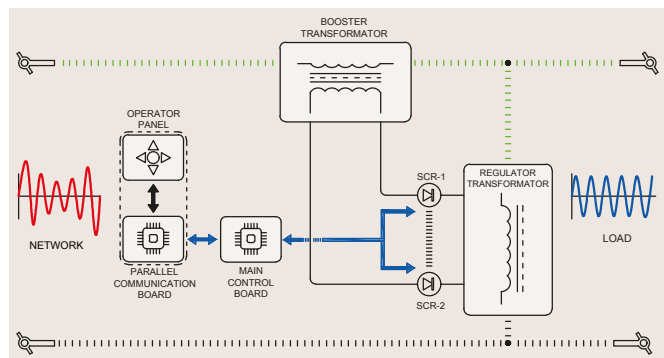 BOOSTER
TRANSFORMATOR
OPERATOR
PANEL
SCR-1
REGULATOR
TRANSFORMATOR
NETWORK
PARALLEL
COMMUNICATION
BOARD
MAIN
CONTROL
BOARD
SCR-2
LOAD